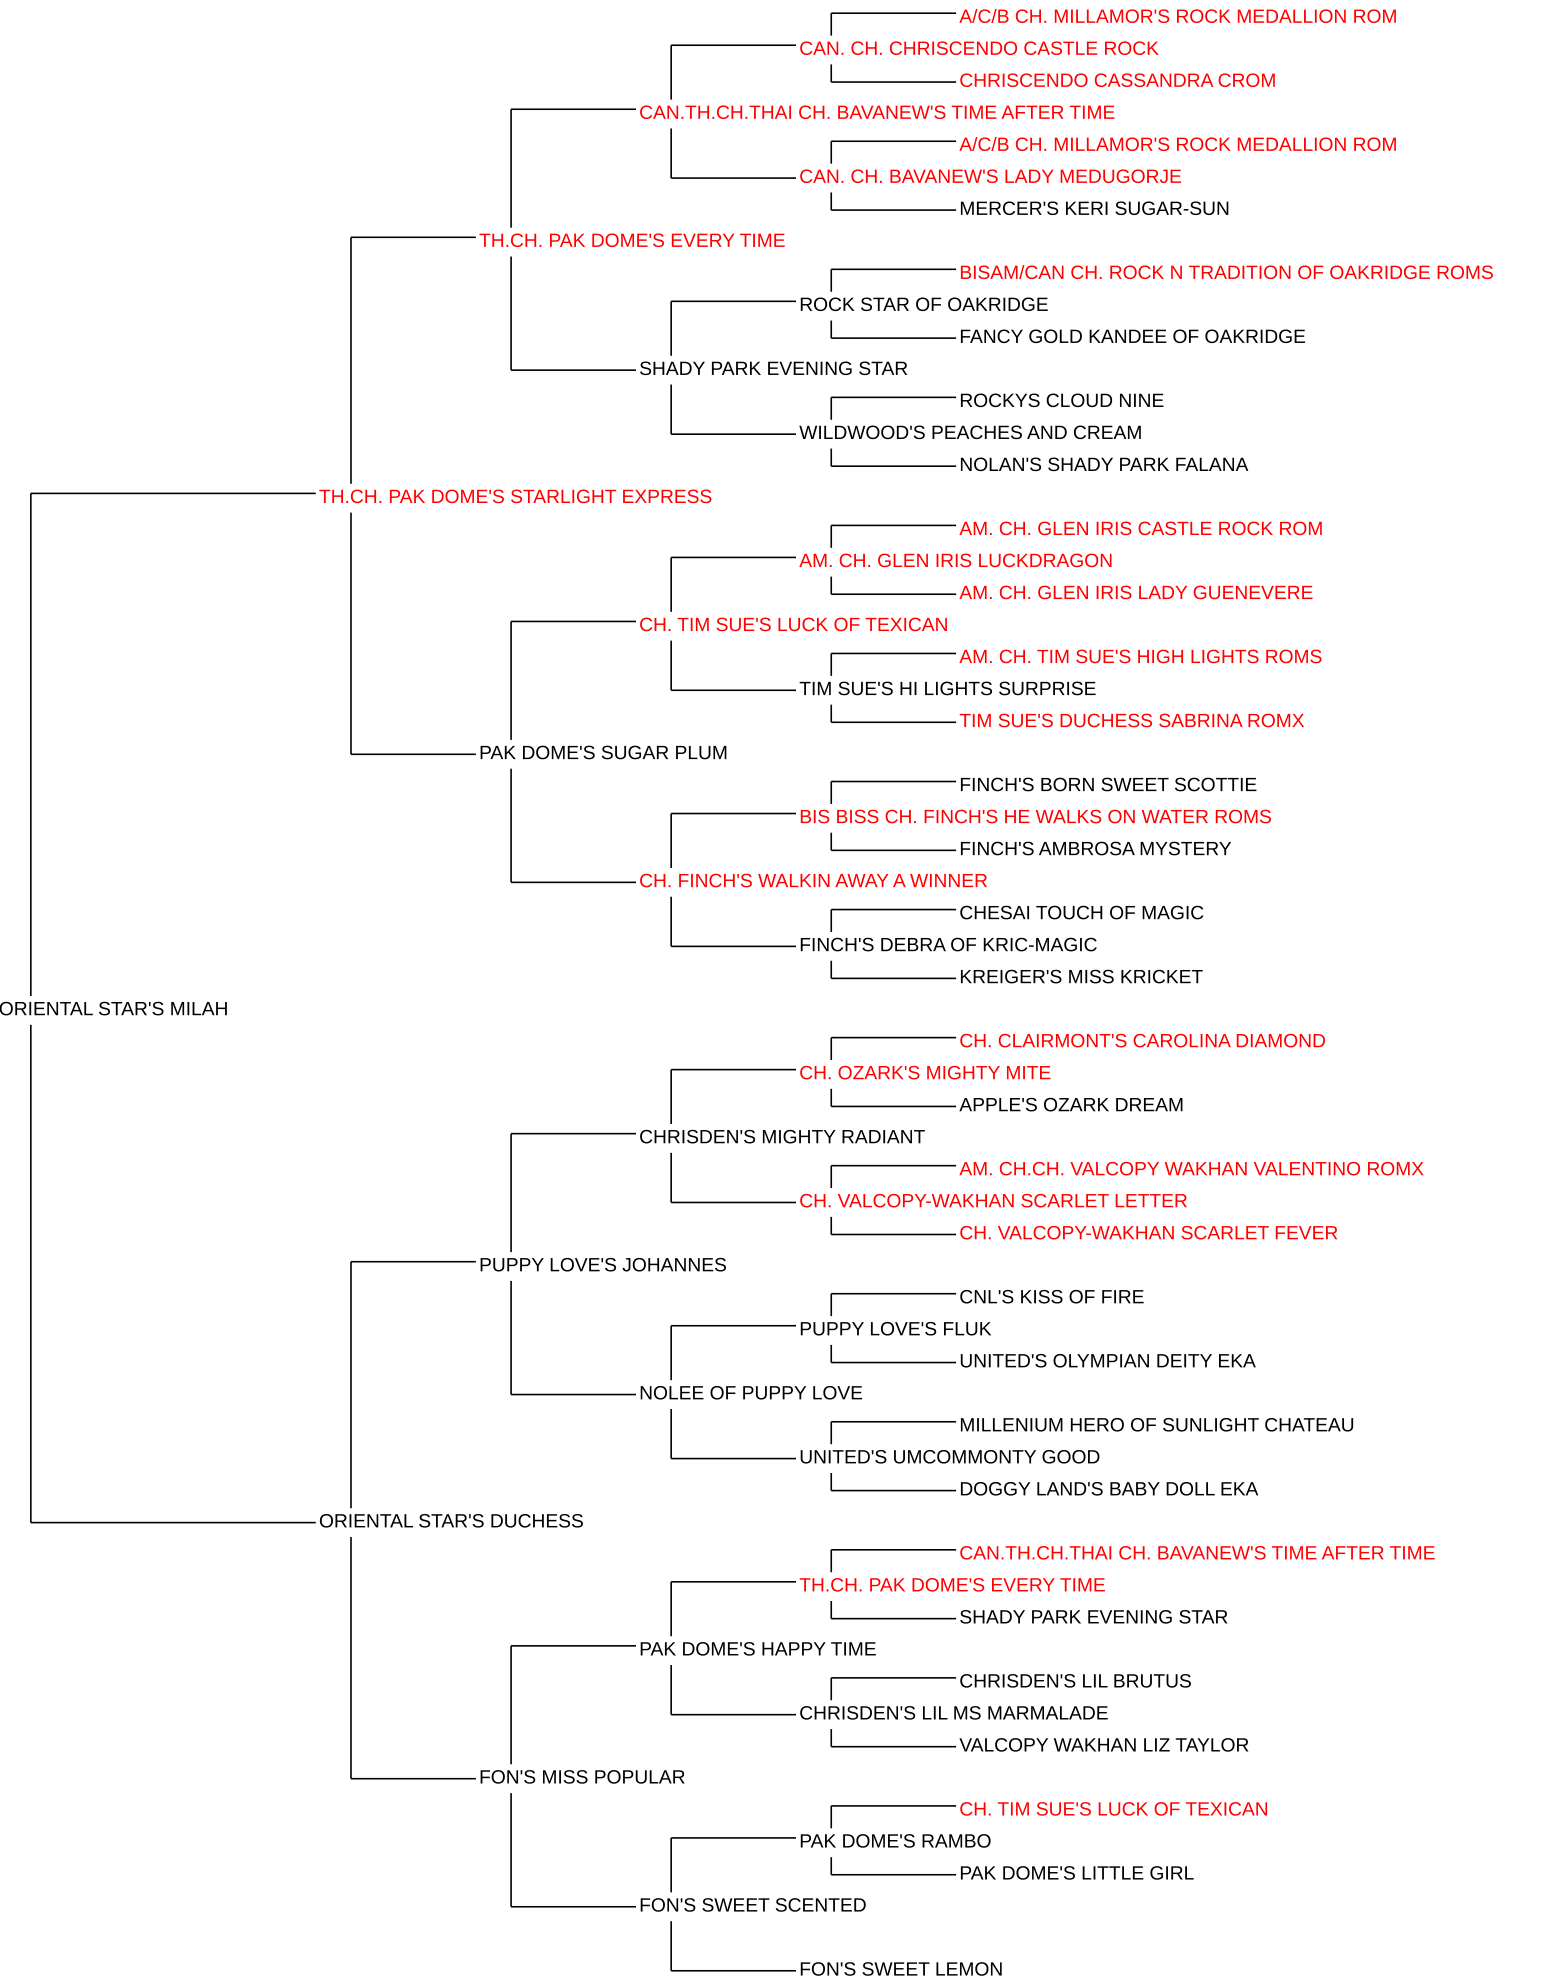 A/C/B CH. MILLAMOR'S ROCK MEDALLION ROM
CAN. CH. CHRISCENDO CASTLE ROCK
CHRISCENDO CASSANDRA CROM
CAN.TH.CH.THAI CH. BAVANEW'S TIME AFTER TIME
A/C/B CH. MILLAMOR'S ROCK MEDALLION ROM
CAN. CH. BAVANEW'S LADY MEDUGORJE
MERCER'S KERI SUGAR-SUN
TH.CH. PAK DOME'S EVERY TIME
BISAM/CAN CH. ROCK N TRADITION OF OAKRIDGE ROMS
ROCK STAR OF OAKRIDGE
FANCY GOLD KANDEE OF OAKRIDGE
SHADY PARK EVENING STAR
ROCKYS CLOUD NINE
WILDWOOD'S PEACHES AND CREAM
NOLAN'S SHADY PARK FALANA
TH.CH. PAK DOME'S STARLIGHT EXPRESS
AM. CH. GLEN IRIS CASTLE ROCK ROM
AM. CH. GLEN IRIS LUCKDRAGON
AM. CH. GLEN IRIS LADY GUENEVERE
CH. TIM SUE'S LUCK OF TEXICAN
AM. CH. TIM SUE'S HIGH LIGHTS ROMS
TIM SUE'S HI LIGHTS SURPRISE
TIM SUE'S DUCHESS SABRINA ROMX
PAK DOME'S SUGAR PLUM
FINCH'S BORN SWEET SCOTTIE
BIS BISS CH. FINCH'S HE WALKS ON WATER ROMS
FINCH'S AMBROSA MYSTERY
CH. FINCH'S WALKIN AWAY A WINNER
CHESAI TOUCH OF MAGIC
FINCH'S DEBRA OF KRIC-MAGIC
KREIGER'S MISS KRICKET
ORIENTAL STAR'S MILAH
CH. CLAIRMONT'S CAROLINA DIAMOND
CH. OZARK'S MIGHTY MITE
APPLE'S OZARK DREAM
CHRISDEN'S MIGHTY RADIANT
AM. CH.CH. VALCOPY WAKHAN VALENTINO ROMX
CH. VALCOPY-WAKHAN SCARLET LETTER
CH. VALCOPY-WAKHAN SCARLET FEVER
PUPPY LOVE'S JOHANNES
CNL'S KISS OF FIRE
PUPPY LOVE'S FLUK
UNITED'S OLYMPIAN DEITY EKA
NOLEE OF PUPPY LOVE
MILLENIUM HERO OF SUNLIGHT CHATEAU
UNITED'S UMCOMMONTY GOOD
DOGGY LAND'S BABY DOLL EKA
ORIENTAL STAR'S DUCHESS
CAN.TH.CH.THAI CH. BAVANEW'S TIME AFTER TIME
TH.CH. PAK DOME'S EVERY TIME
SHADY PARK EVENING STAR
PAK DOME'S HAPPY TIME
CHRISDEN'S LIL BRUTUS
CHRISDEN'S LIL MS MARMALADE
VALCOPY WAKHAN LIZ TAYLOR
FON'S MISS POPULAR
CH. TIM SUE'S LUCK OF TEXICAN
PAK DOME'S RAMBO
PAK DOME'S LITTLE GIRL
FON'S SWEET SCENTED
FON'S SWEET LEMON